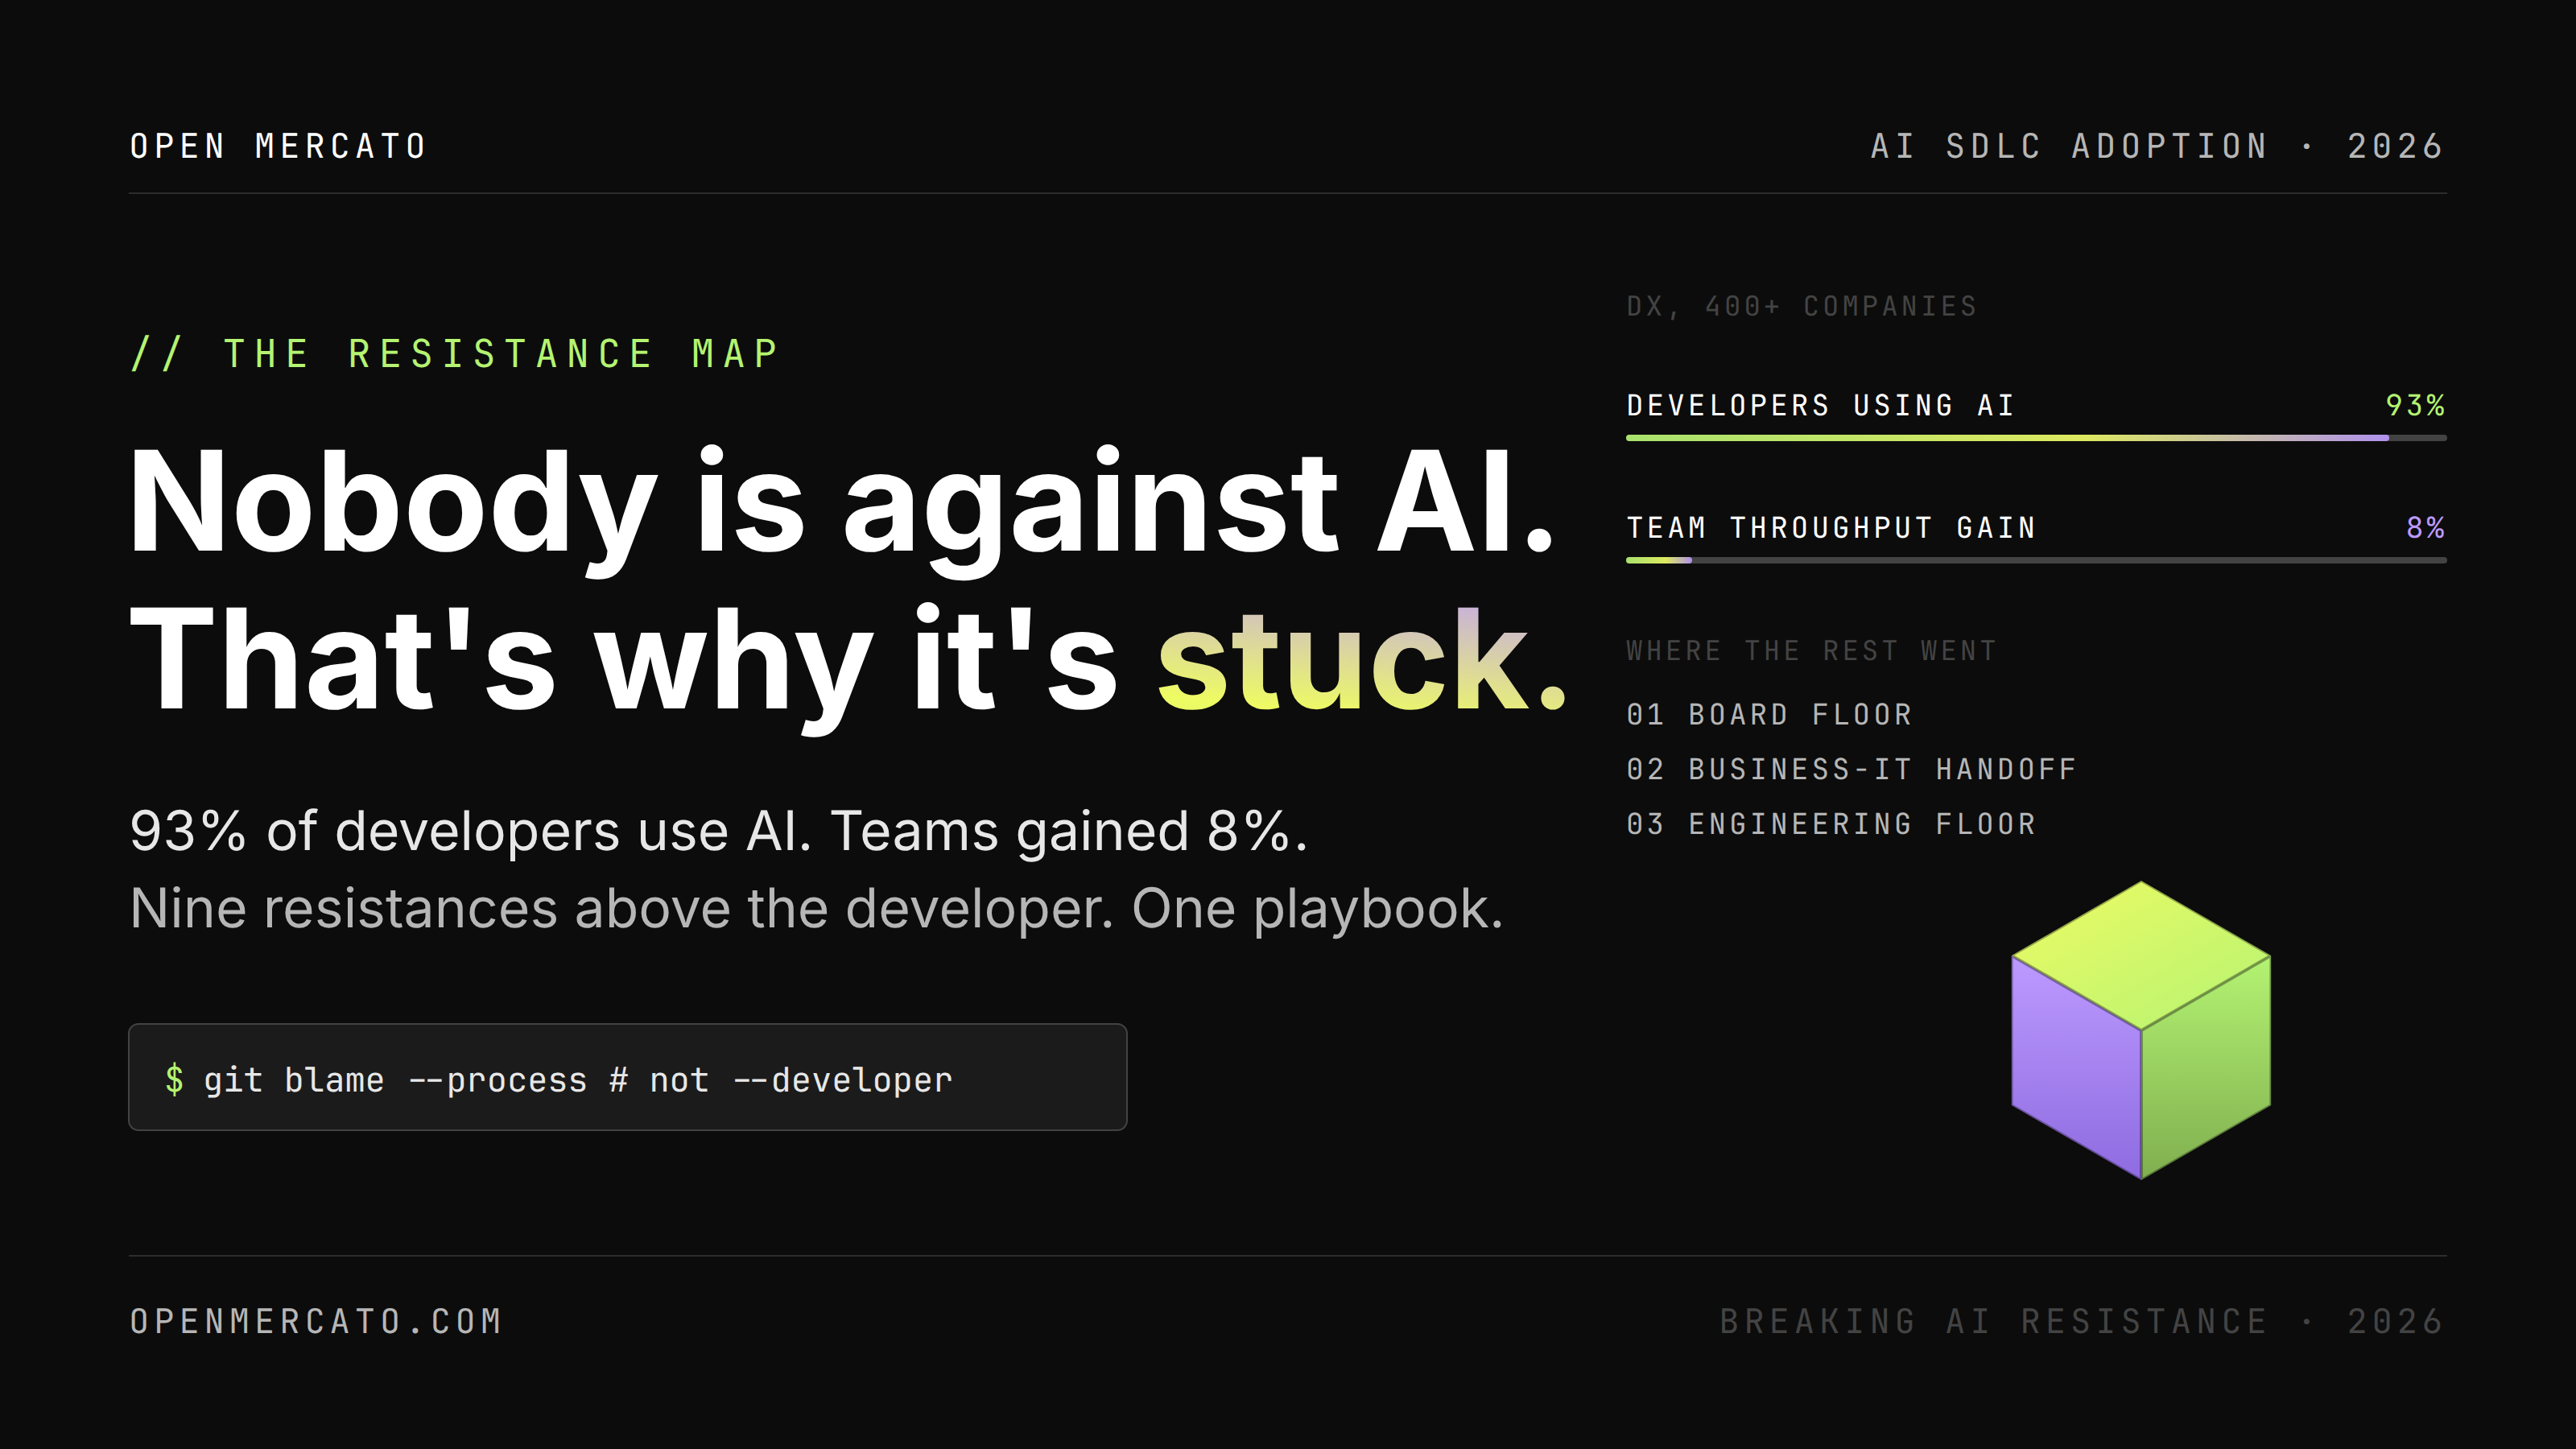 OPEN MERCATO
AI SDLC ADOPTION · 2026
// THE RESISTANCE MAP
Nobody is against AI.
That's why it's stuck.
93% of developers use AI. Teams gained 8%.
Nine resistances above the developer. One playbook.
$ git blame --process # not --developer
DX, 400+ COMPANIES
DEVELOPERS USING AI 93%
TEAM THROUGHPUT GAIN 8%
WHERE THE REST WENT
01 BOARD FLOOR
02 BUSINESS-IT HANDOFF
03 ENGINEERING FLOOR
OPENMERCATO.COM
BREAKING AI RESISTANCE · 2026